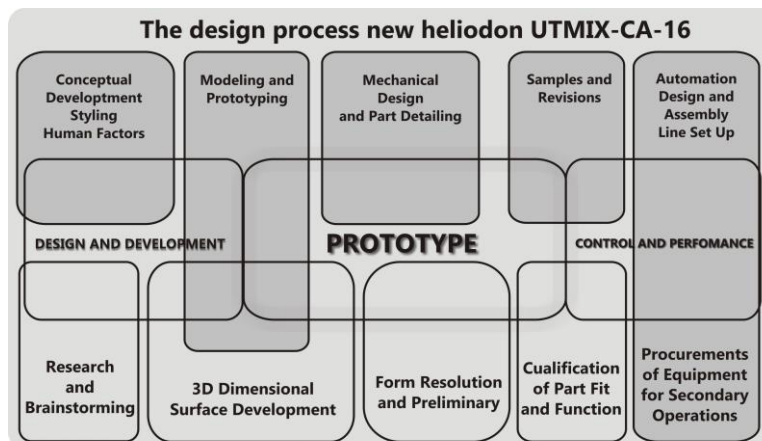 The design process new heliodon UTMIX-CA-16
Conceptual
Developtment
Styling
Human Factors
Modeling and
Prototyping
Mechanical
Design
and Part Detailing
Samples and
Revisions
Automation
Design and
Assembly
Line Set Up
DESIGN AND DEVELOPMENT
PROTOTYPE
CONTROL AND PERFOMANCE
Research
and
Brainstorming
3D Dimensional
Surface Development
Form Resolution
and Preliminary
Cualification
of Part Fit
and Function
Procurements
of Equipment
for Secondary
Operations